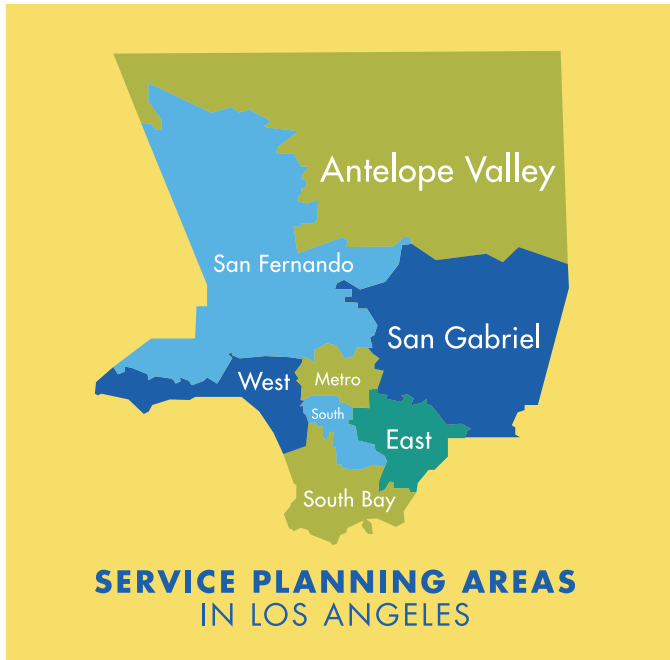 Antelope Valley
San Fernando
San Gabriel
West
Metro
South
East
South Bay
SERVICE PLANNING AREAS
IN LOS ANGELES